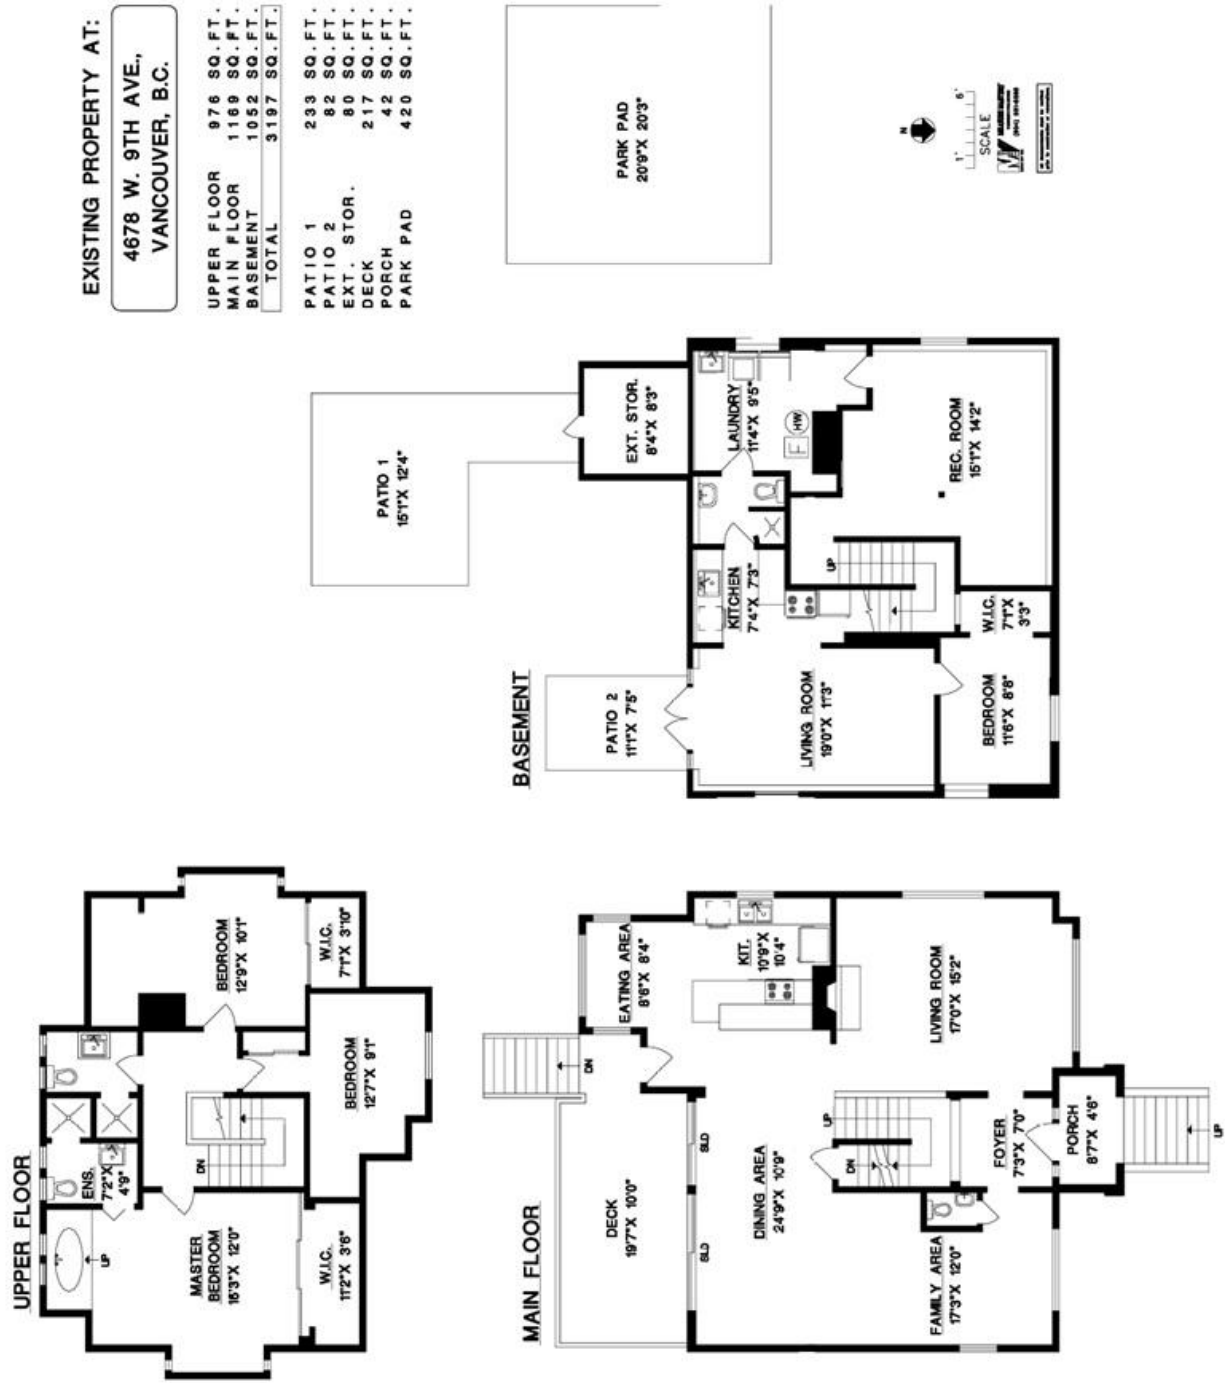 EXISTING PROPERTY AT:
4678 W. 9TH AVE.,
VANCOUVER, B.C.
UPPER FLOOR 976 SQ.FT.
MAIN FLOOR 1169 SQ.FT.
BASEMENT 1052 SQ.FT.
TOTAL 3197 SQ.FT.
PATIO 1 233 SQ.FT.
PATIO 2 82 SQ.FT.
EXT. STOR. 80 SQ.FT.
DECK 217 SQ.FT.
PORCH 42 SQ.FT.
PARK PAD 420 SQ.FT.
UPPER FLOOR
UP
ENS.
7'2"X
4'9"
MASTER
BEDROOM
16'3"X 12'0"
W.I.C.
11'2"X 3'6"
DN
BEDROOM
12'7"X 9'1"
BEDROOM
12'9"X 10'1"
W.I.C.
7'1"X 3'10"
MAIN FLOOR
DECK
19'7"X 10'0"
DN
EATING AREA
8'6"X 8'4"
SLD
SLD
DINING AREA
24'9"X 10'9"
KIT.
10'9"X
10'4"
DN
UP
FAMILY AREA
17'3"X 12'0"
FOYER
7'3"X 7'0"
LIVING ROOM
17'0"X 15'2"
PORCH
8'7"X 4'6"
UP
BASEMENT
PATIO 1
15'1"X 12'4"
PATIO 2
11'1"X 7'5"
EXT. STOR.
8'4"X 8'3"
KITCHEN
7'4"X 7'3"
LAUNDRY
11'4"X 9'5"
F
HW
LIVING ROOM
19'0"X 11'3"
UP
REC. ROOM
15'1"X 14'2"
BEDROOM
11'6"X 8'8"
W.I.C.
7'1"X
3'3"
PARK PAD
20'9"X 20'3"
N
1' 6'
SCALE